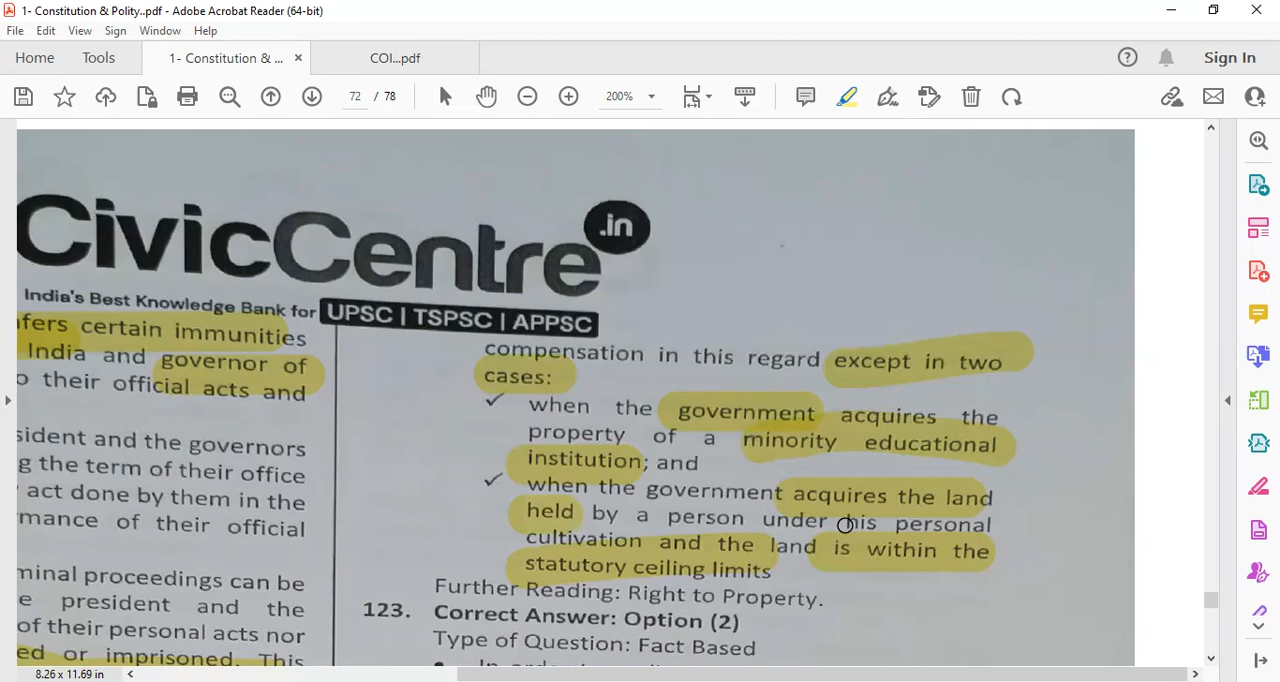 1- Constitution & Polity..pdf - Adobe Acrobat Reader (64-bit)
File Edit View Sign Window Help
Home Tools 1- Constitution & ... × COI...pdf Sign In
72 / 78 200%
CivicCentre .in
India's Best Knowledge Bank for UPSC | TSPSC | APPSC
fers certain immunities
India and governor of
o their official acts and
sident and the governors
g the term of their office
act done by them in the
mance of their official
minal proceedings can be
e president and the
of their personal acts nor
ed or imprisoned. This
compensation in this regard except in two
cases:
✓ when the government acquires the
property of a minority educational
institution; and
✓ when the government acquires the land
held by a person under his personal
cultivation and the land is within the
statutory ceiling limits
Further Reading: Right to Property.
123. Correct Answer: Option (2)
Type of Question: Fact Based
8.26 x 11.69 in